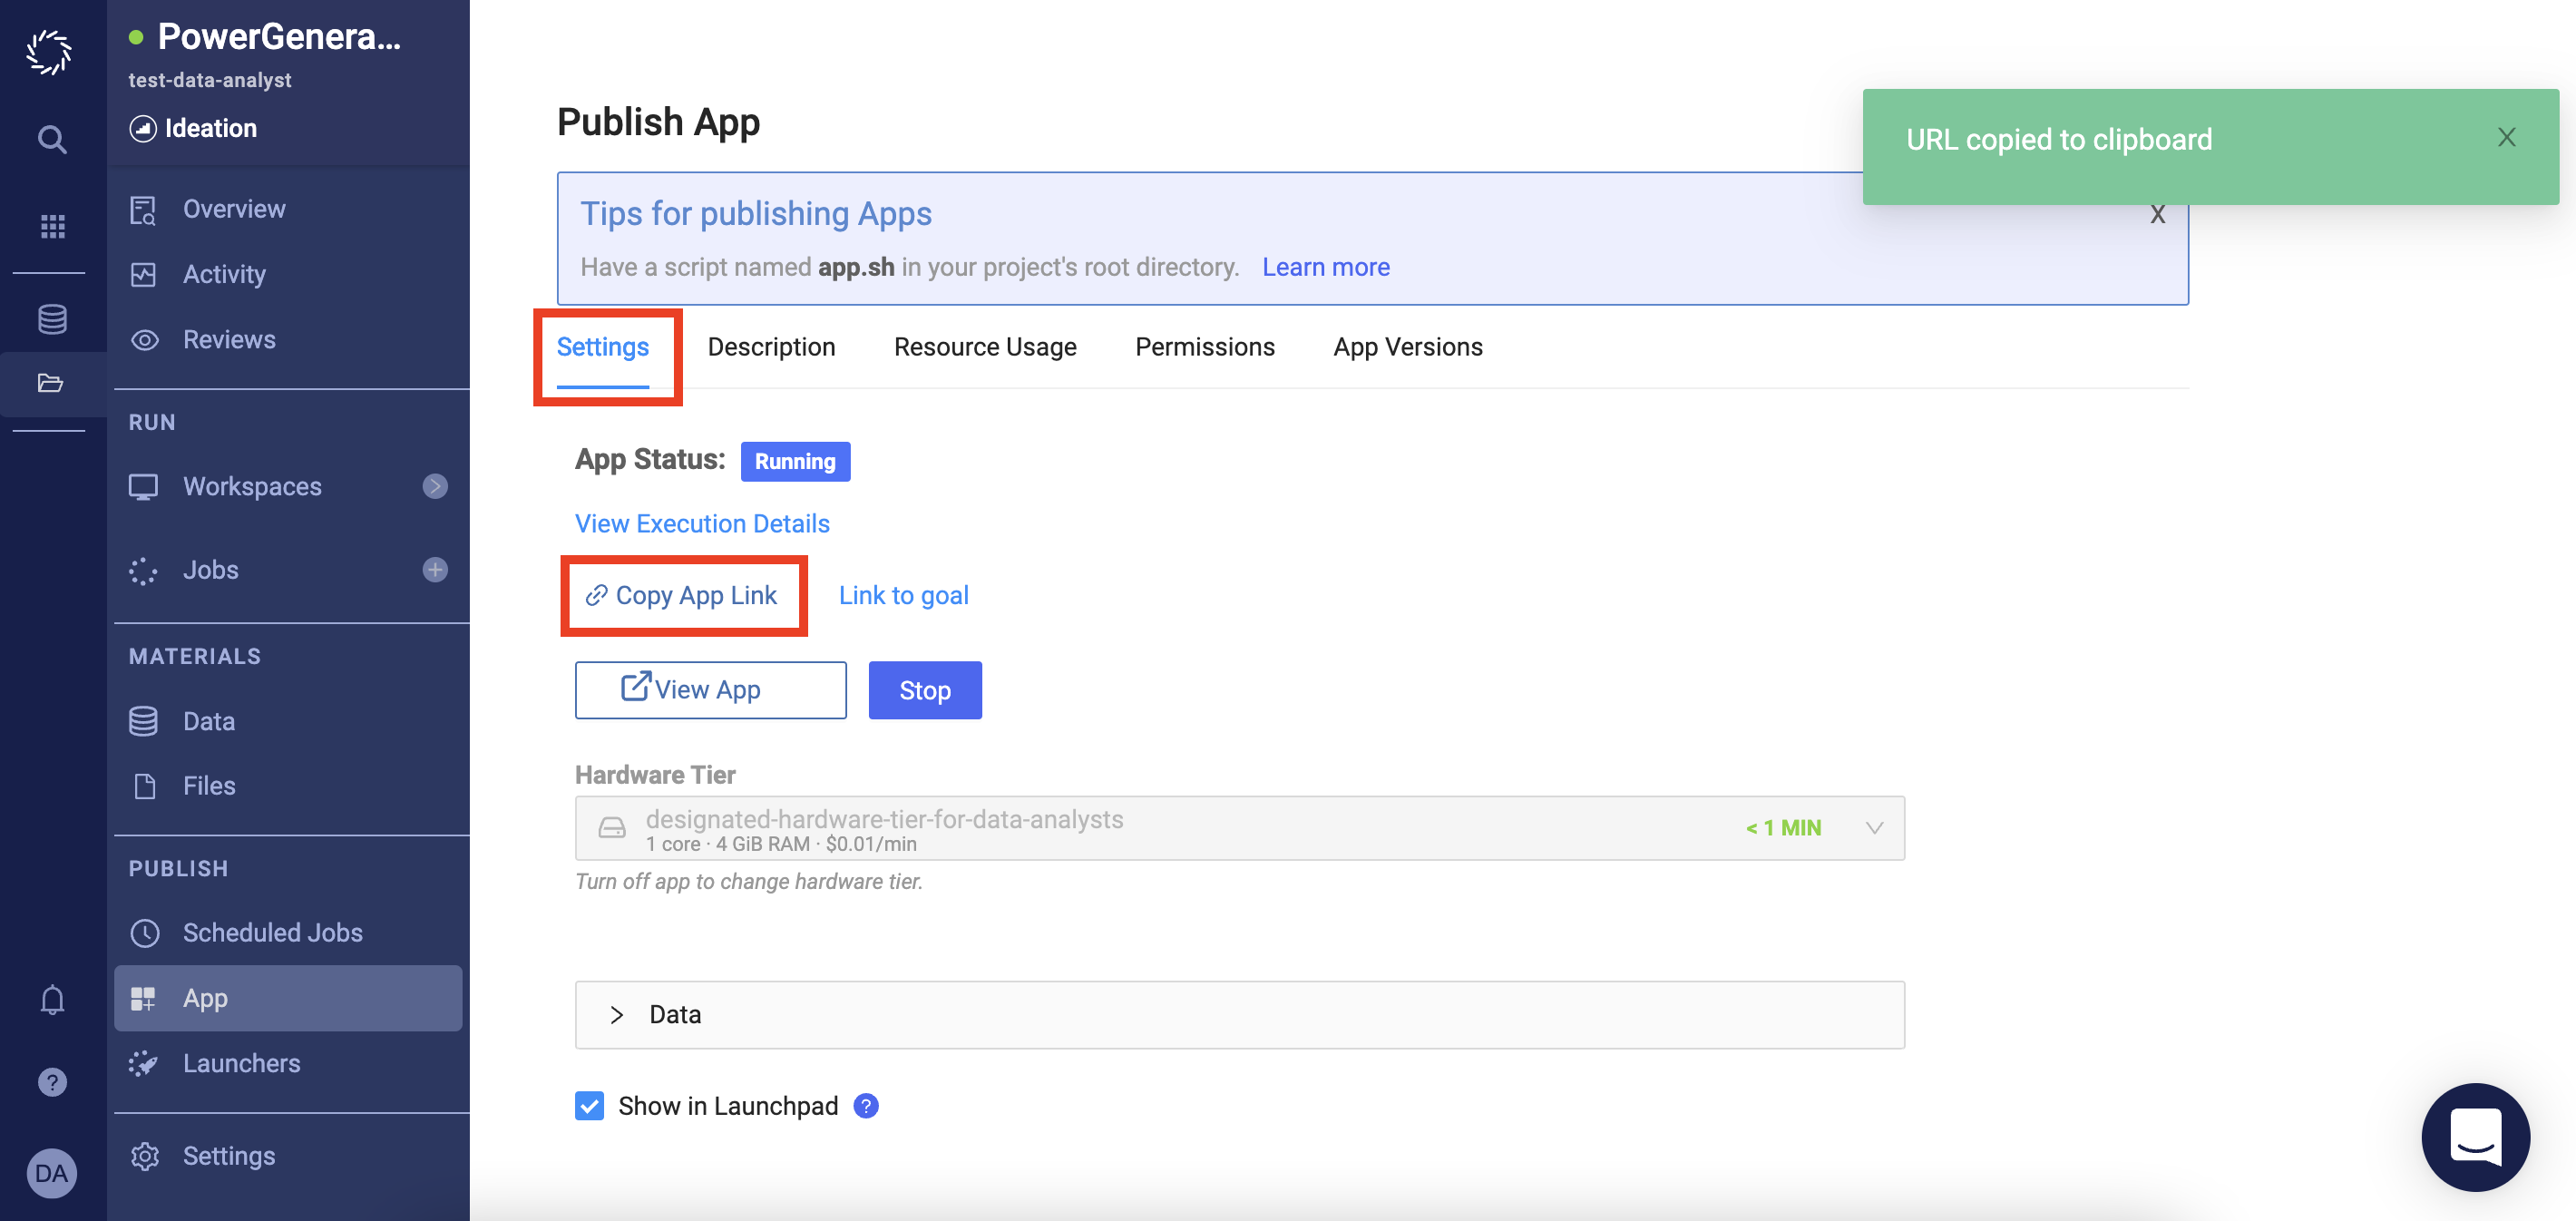 PowerGenera...
test-data-analyst
Ideation
Overview
Activity
Reviews
RUN
Workspaces
Jobs
MATERIALS
Data
Files
PUBLISH
Scheduled Jobs
App
Launchers
Settings
DA
Publish App
URL copied to clipboard
X
Tips for publishing Apps
X
Have a script named app.sh in your project's root directory. Learn more
Settings Description Resource Usage Permissions App Versions
App Status: Running
View Execution Details
Copy App Link Link to goal
View App Stop
Hardware Tier
designated-hardware-tier-for-data-analysts
1 core · 4 GiB RAM · $0.01/min
< 1 MIN
Turn off app to change hardware tier.
Data
Show in Launchpad ?
?